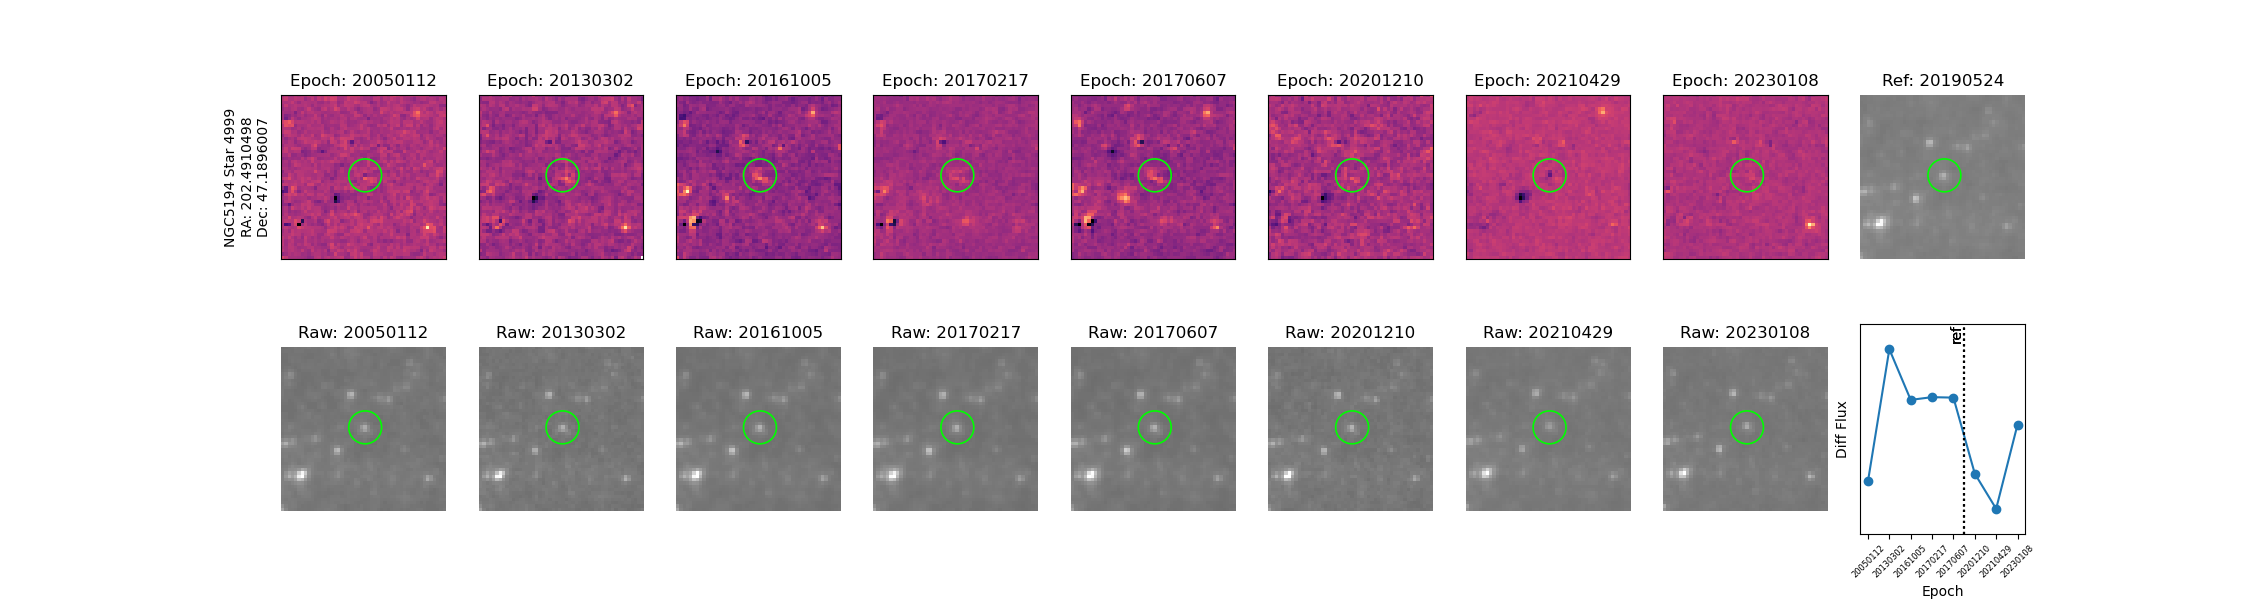 NGC5194 Star 4999
RA: 202.4910498
Dec: 47.1896007
Epoch: 20050112
Epoch: 20130302
Epoch: 20161005
Epoch: 20170217
Epoch: 20170607
Epoch: 20201210
Epoch: 20210429
Epoch: 20230108
Ref: 20190524
Raw: 20050112
Raw: 20130302
Raw: 20161005
Raw: 20170217
Raw: 20170607
Raw: 20201210
Raw: 20210429
Raw: 20230108
ref
Diff Flux
20050112
20130302
20161005
20170217
20170607
20201210
20210429
20230108
Epoch